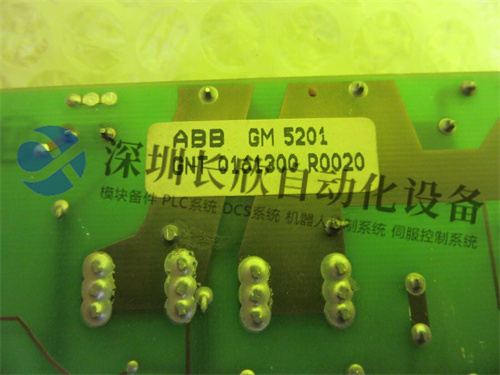 ABB GM 5201
GNT 0161300 R0020
深圳长欣自动化设备
模块备件 PLC系统 DCS系统 机器人控制系统 伺服控制系统